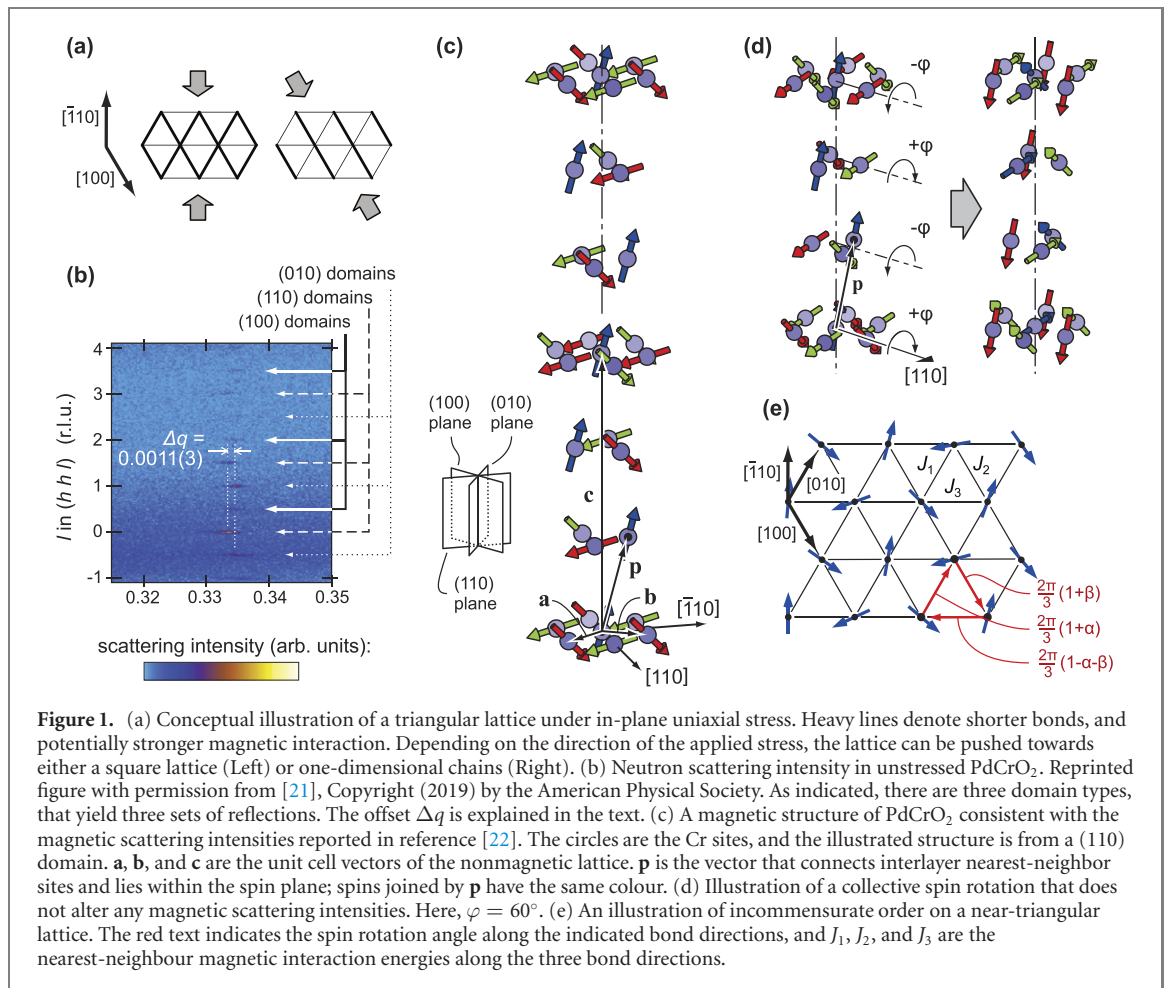 (a)
[1̄10]
[100]
(b)
(010) domains
(110) domains
(100) domains
l in (h h l)  (r.l.u.)
4
3
2
1
0
-1
Δq =
0.0011(3)
0.32
0.33
0.34
0.35
scattering intensity (arb. units):
(c)
(100)
plane
(010)
plane
(110)
plane
c
p
a
b
[1̄10]
[110]
(d)
-φ
+φ
-φ
+φ
p
[110]
(e)
[1̄10]
[010]
[100]
J₁
J₂
J₃
2π/3 (1+β)
2π/3 (1+α)
2π/3 (1-α-β)
Figure 1. (a) Conceptual illustration of a triangular lattice under in-plane uniaxial stress. Heavy lines denote shorter bonds, and
potentially stronger magnetic interaction. Depending on the direction of the applied stress, the lattice can be pushed towards
either a square lattice (Left) or one-dimensional chains (Right). (b) Neutron scattering intensity in unstressed PdCrO₂. Reprinted
figure with permission from [21], Copyright (2019) by the American Physical Society. As indicated, there are three domain types,
that yield three sets of reflections. The offset Δq is explained in the text. (c) A magnetic structure of PdCrO₂ consistent with the
magnetic scattering intensities reported in reference [22]. The circles are the Cr sites, and the illustrated structure is from a (110)
domain. a, b, and c are the unit cell vectors of the nonmagnetic lattice. p is the vector that connects interlayer nearest-neighbor
sites and lies within the spin plane; spins joined by p have the same colour. (d) Illustration of a collective spin rotation that does
not alter any magnetic scattering intensities. Here, φ = 60°. (e) An illustration of incommensurate order on a near-triangular
lattice. The red text indicates the spin rotation angle along the indicated bond directions, and J₁, J₂, and J₃ are the
nearest-neighbour magnetic interaction energies along the three bond directions.